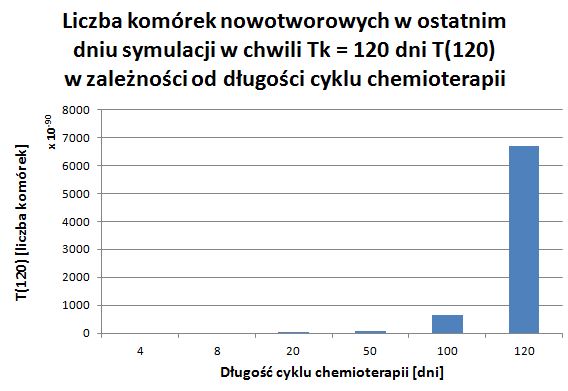 Liczba komórek nowotworowych w ostatnim
dniu symulacji w chwili Tk = 120 dni T(120)
w zależności od długości cyklu chemioterapii
T(120) [liczba komórek]
x 10-90
8000
7000
6000
5000
4000
3000
2000
1000
0
4 8 20 50 100 120
Długość cyklu chemioterapii [dni]